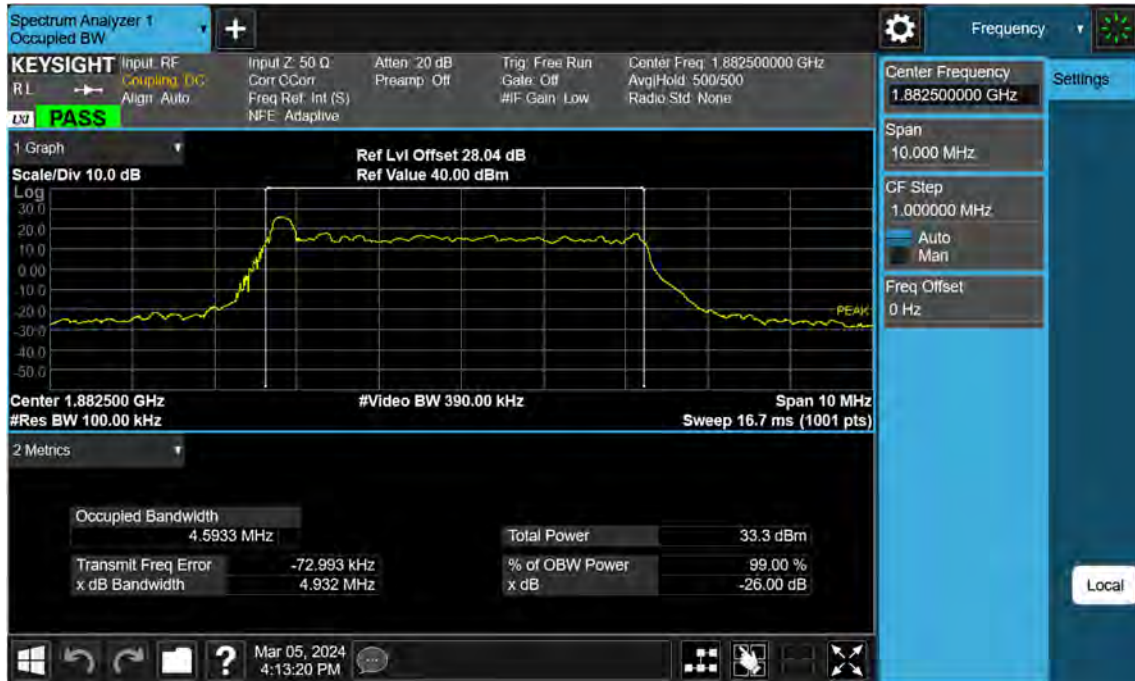 Spectrum Analyzer 1
Occupied BW
+
Frequency
KEYSIGHT
RL
LXI PASS
Input: RF
Coupling: DC
Align: Auto
Input Z: 50 Ω
Corr CCorr
Freq Ref: Int (S)
NFE: Adaptive
Atten: 20 dB
Preamp: Off
Trig: Free Run
Gate: Off
#IF Gain: Low
Center Freq: 1.882500000 GHz
Avg|Hold: 500/500
Radio Std: None
Center Frequency
1.882500000 GHz
Settings
Span
10.000 MHz
CF Step
1.000000 MHz
Auto
Man
Freq Offset
0 Hz
1 Graph
Scale/Div 10.0 dB
Ref Lvl Offset 28.04 dB
Ref Value 40.00 dBm
Log
30.0
20.0
10.0
0.00
-10.0
-20.0
-30.0
-40.0
-50.0
PEAK
Center 1.882500 GHz
#Video BW 390.00 kHz
Span 10 MHz
#Res BW 100.00 kHz
Sweep 16.7 ms (1001 pts)
2 Metrics
Occupied Bandwidth
4.5933 MHz
Total Power 33.3 dBm
Transmit Freq Error -72.993 kHz
% of OBW Power 99.00 %
x dB Bandwidth 4.932 MHz
x dB -26.00 dB
Local
?
Mar 05, 2024
4:13:20 PM